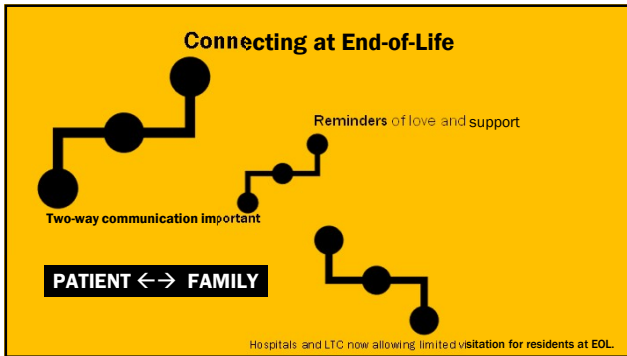 Connecting at End-of-Life
Reminders of love and support
Two-way communication important
PATIENT ←→ FAMILY
Hospitals and LTC now allowing limited visitation for residents at EOL.